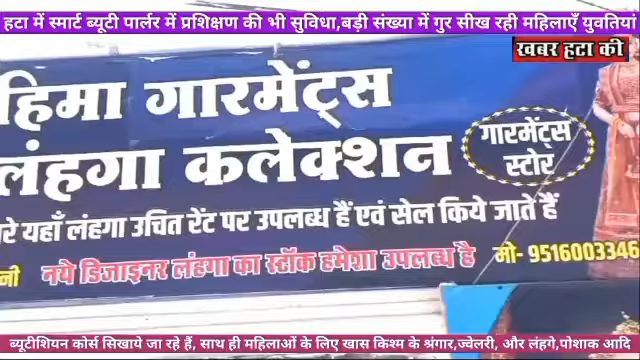 हटा में स्मार्ट ब्यूटी पार्लर में प्रशिक्षण की भी सुविधा,बड़ी संख्या में गुर सीख रही महिलाएँ युवतियां
खबर हटा की
हिमा गारमेंट्स
लंहगा कलेक्शन
गारमेंट्स
स्टोर
रे यहाँ लंहगा उचित रेंट पर उपलब्ध हैं एवं सेल किये जाते हैं
नी नये डिजाइनर लंहगा का स्टॉक हमेशा उपलब्ध है मो- 9516003346
ब्यूटीशियन कोर्स सिखाये जा रहे हैं, साथ ही महिलाओं के लिए खास किश्म के श्रंगार,ज्वेलरी, और लंहगे,पोशाक आदि